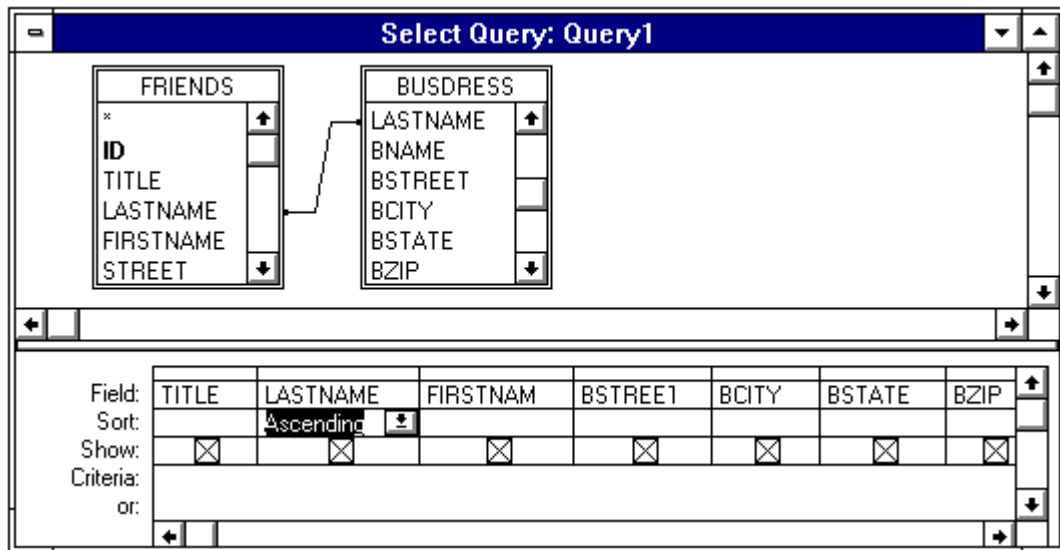 Select Query: Query1
FRIENDS
*
ID
TITLE
LASTNAME
FIRSTNAME
STREET
BUSDRESS
LASTNAME
BNAME
BSTREET
BCITY
BSTATE
BZIP
Field: TITLE LASTNAME FIRSTNAM BSTREET BCITY BSTATE BZIP
Sort: Ascending
Show:
Criteria:
or: